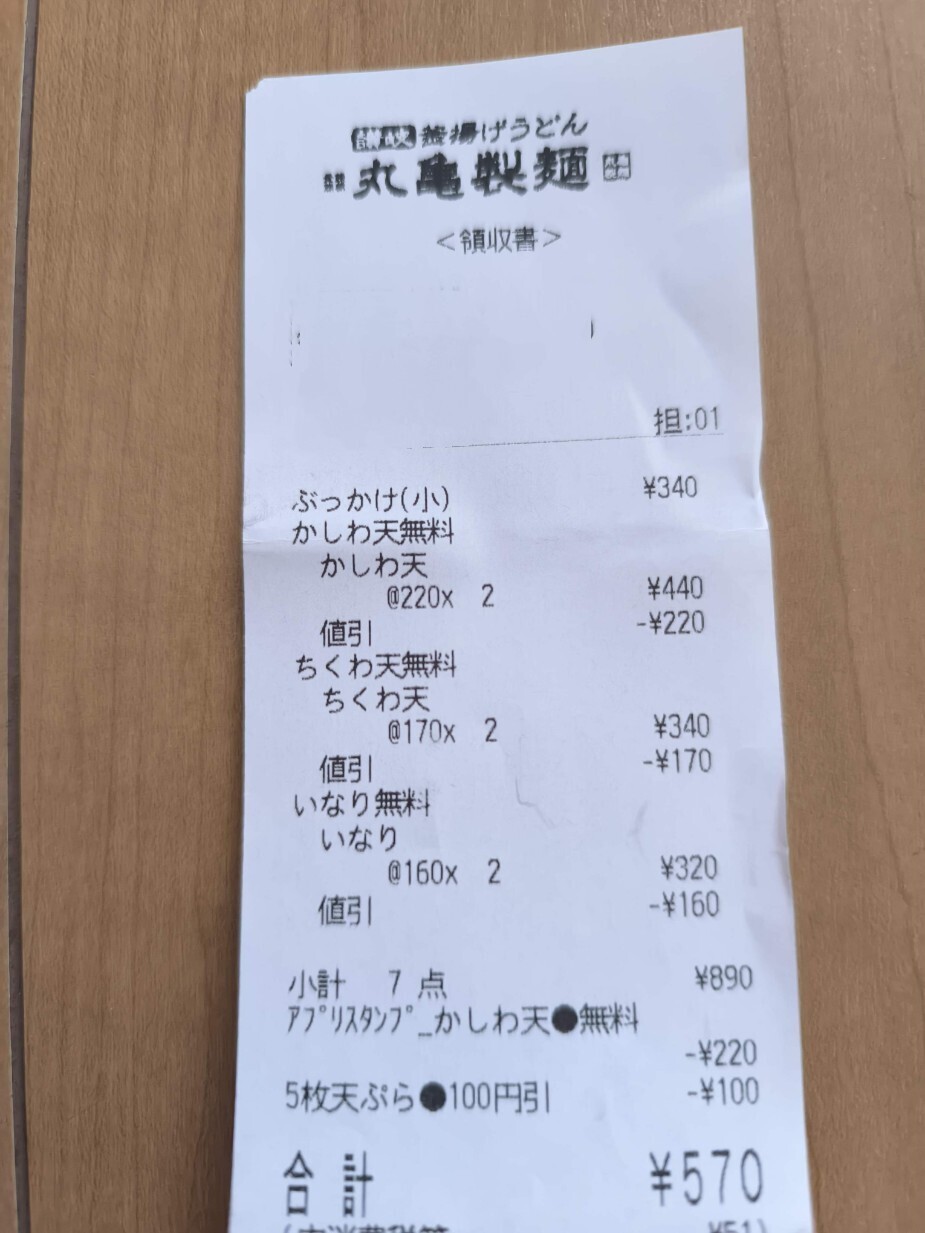 讃岐 釜揚げうどん
丸亀製麺
＜領収書＞
担:01
ぶっかけ(小) ¥340
かしわ天無料
かしわ天
@220x 2 ¥440
値引 -¥220
ちくわ天無料
ちくわ天
@170x 2 ¥340
値引 -¥170
いなり無料
いなり
@160x 2 ¥320
値引 -¥160
小計 7 点 ¥890
ｱﾌﾟﾘｽﾀﾝﾌﾟ_かしわ天●無料
-¥220
5枚天ぷら●100円引 -¥100
合計 ¥570